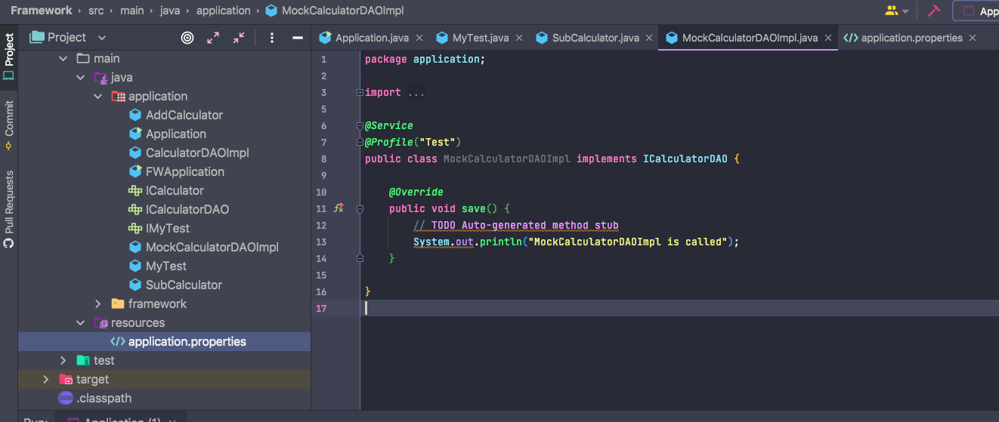 Framework › src › main › java › application › MockCalculatorDAOImpl
App
Project
Commit
Pull Requests
Project
main
java
application
AddCalculator
Application
CalculatorDAOImpl
FWApplication
ICalculator
ICalculatorDAO
IMyTest
MockCalculatorDAOImpl
MyTest
SubCalculator
framework
resources
</> application.properties
test
target
.classpath
Application.java × MyTest.java × SubCalculator.java × MockCalculatorDAOImpl.java × </> application.properties ×
1 package application;
2
3 import ...
5
6 @Service
7 @Profile("Test")
8 public class MockCalculatorDAOImpl implements ICalculatorDAO {
9
10 @Override
11 public void save() {
12 // TODO Auto-generated method stub
13 System.out.println("MockCalculatorDAOImpl is called");
14 }
15
16 }
17
Run: Application (1) ×